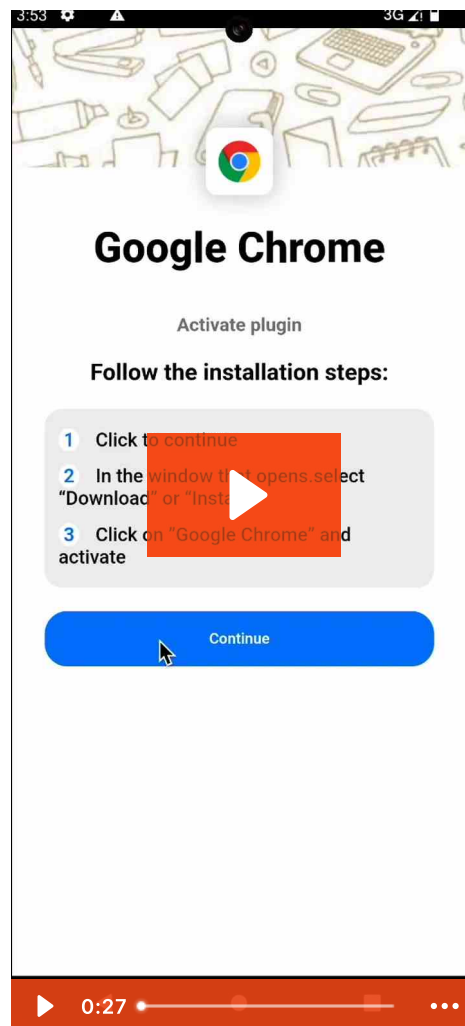 3:53 3G
Google Chrome
Activate plugin
Follow the installation steps:
1 Click to continue
2 In the window that opens.select
“Download” or “Insta
3 Click on “Google Chrome” and
activate
Continue
0:27